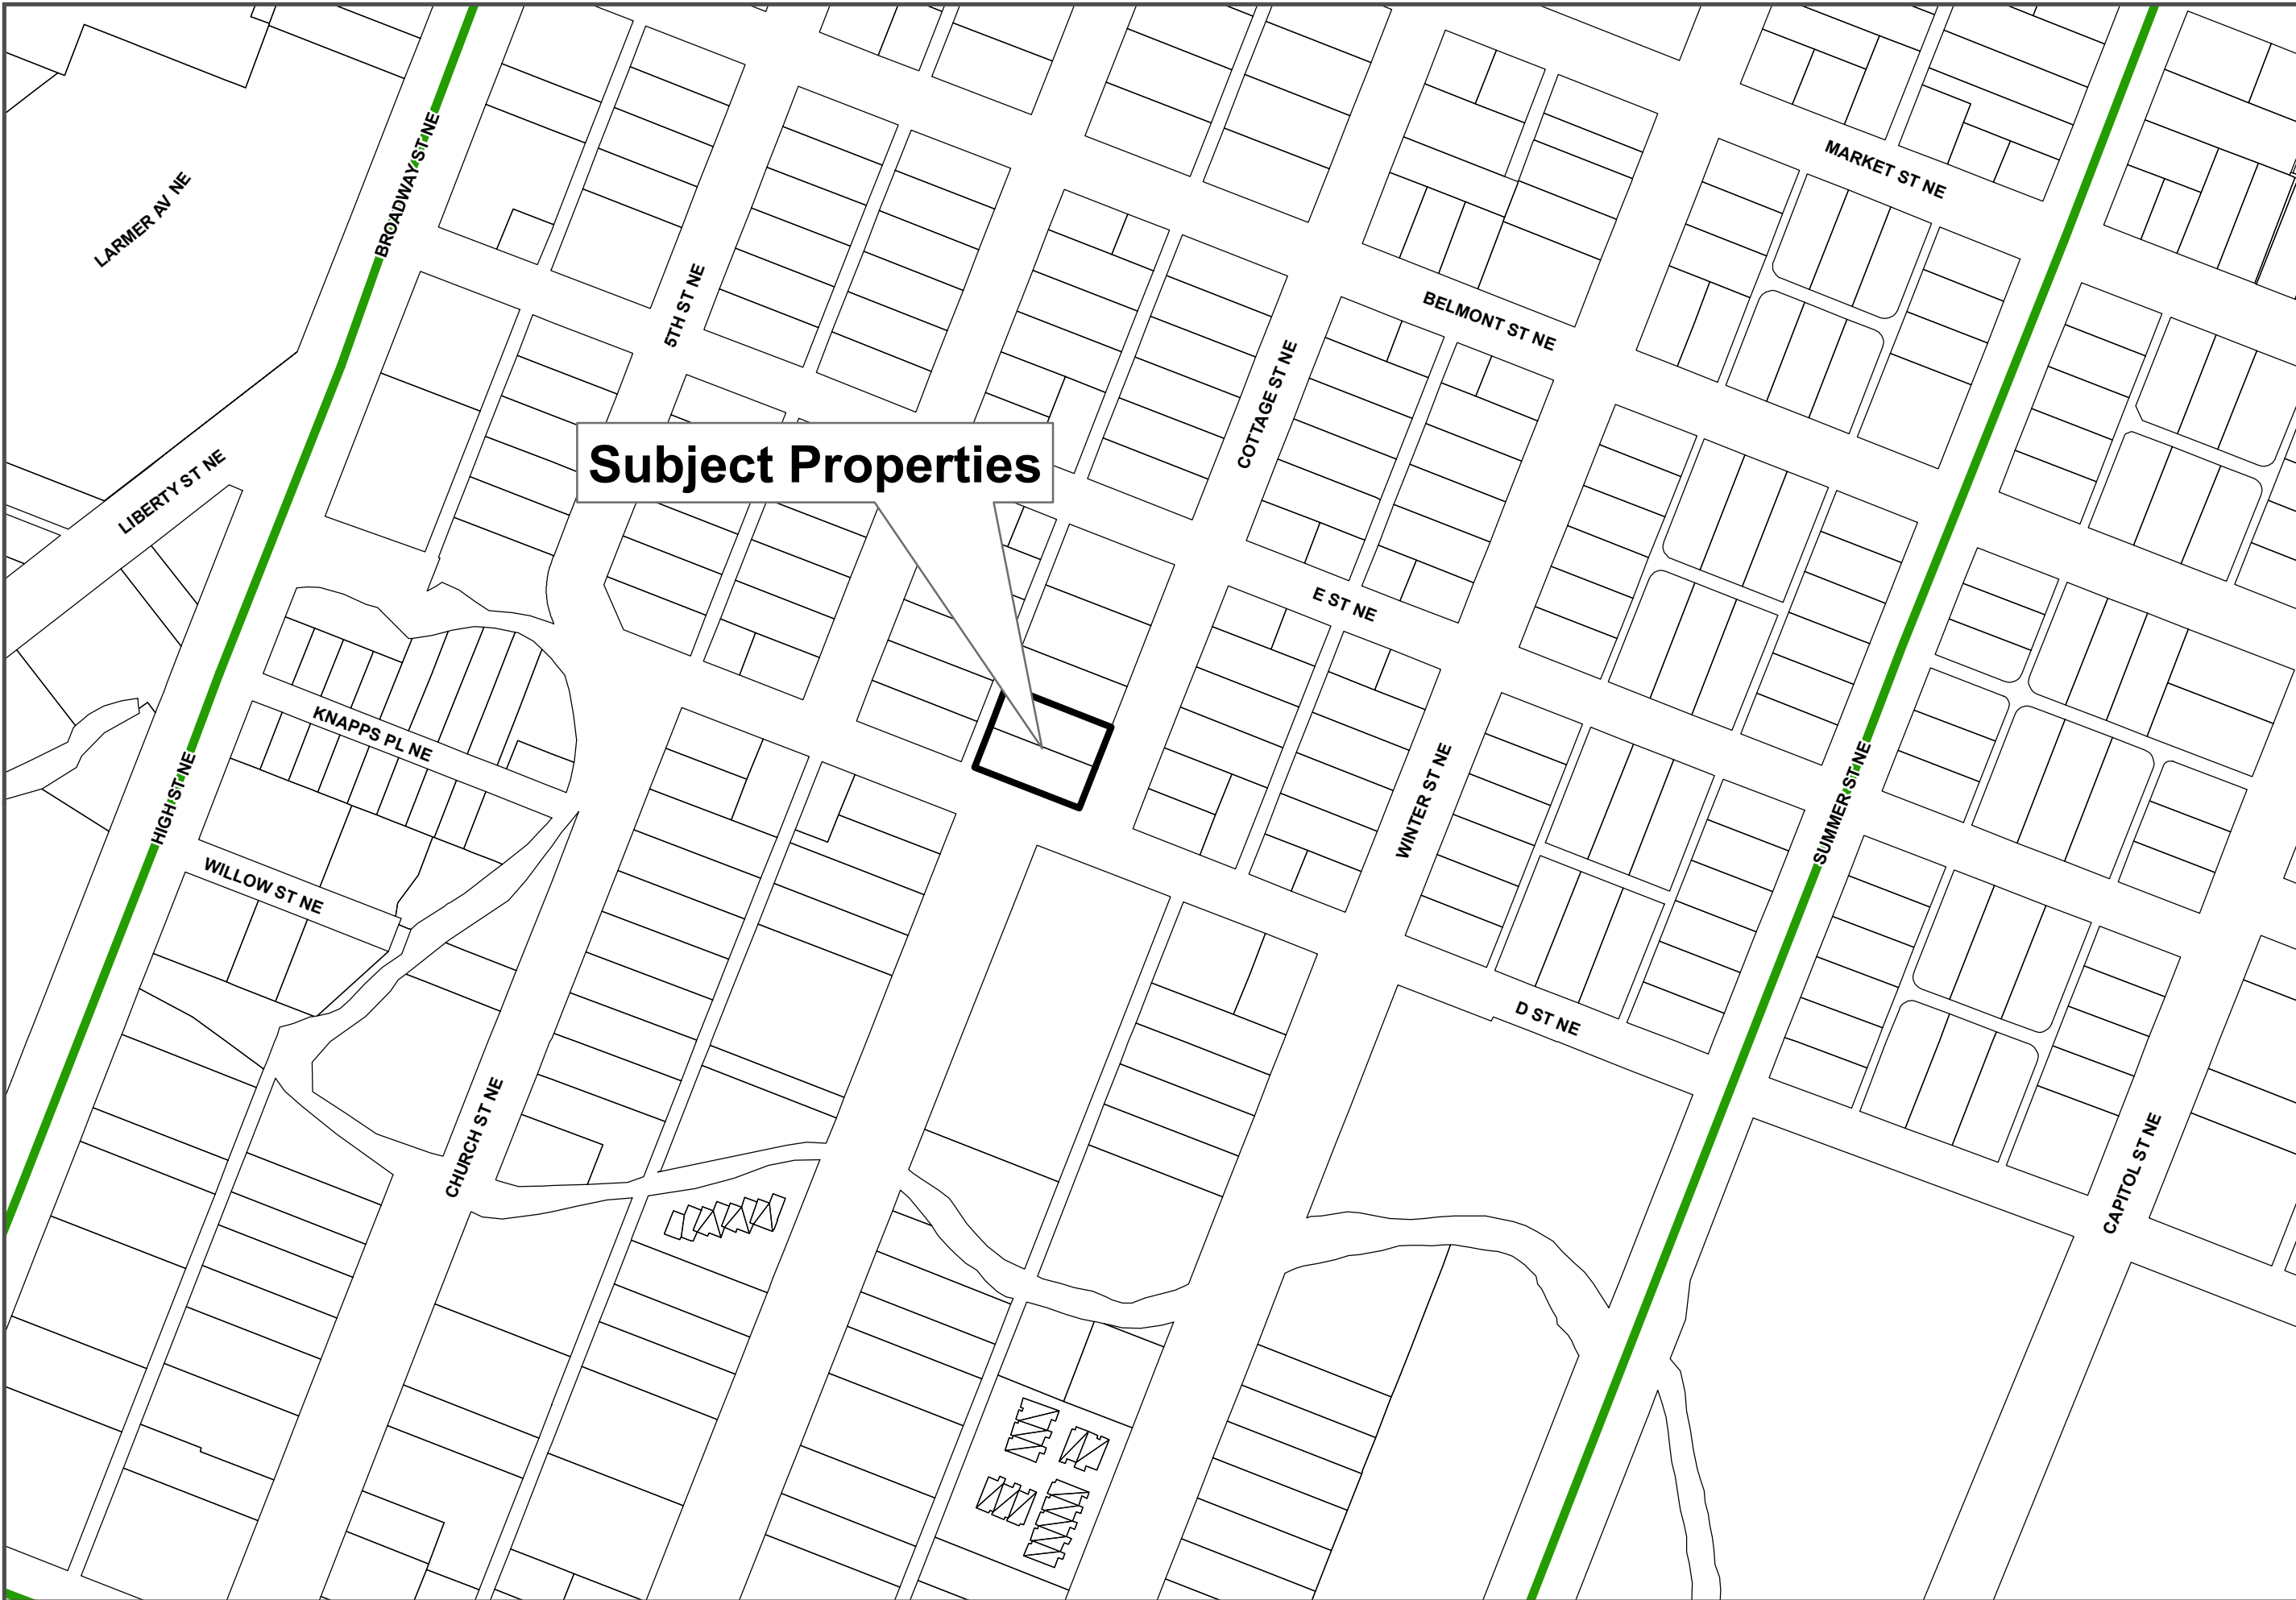 MARKET ST NE
BROADWAY ST NE
LARMER AV NE
5TH ST NE
BELMONT ST NE
COTTAGE ST NE
Subject Properties
LIBERTY ST NE
E ST NE
KNAPPS PL NE
HIGH ST NE
WINTER ST NE
SUMMER ST NE
WILLOW ST NE
D ST NE
CHURCH ST NE
CAPITOL ST NE